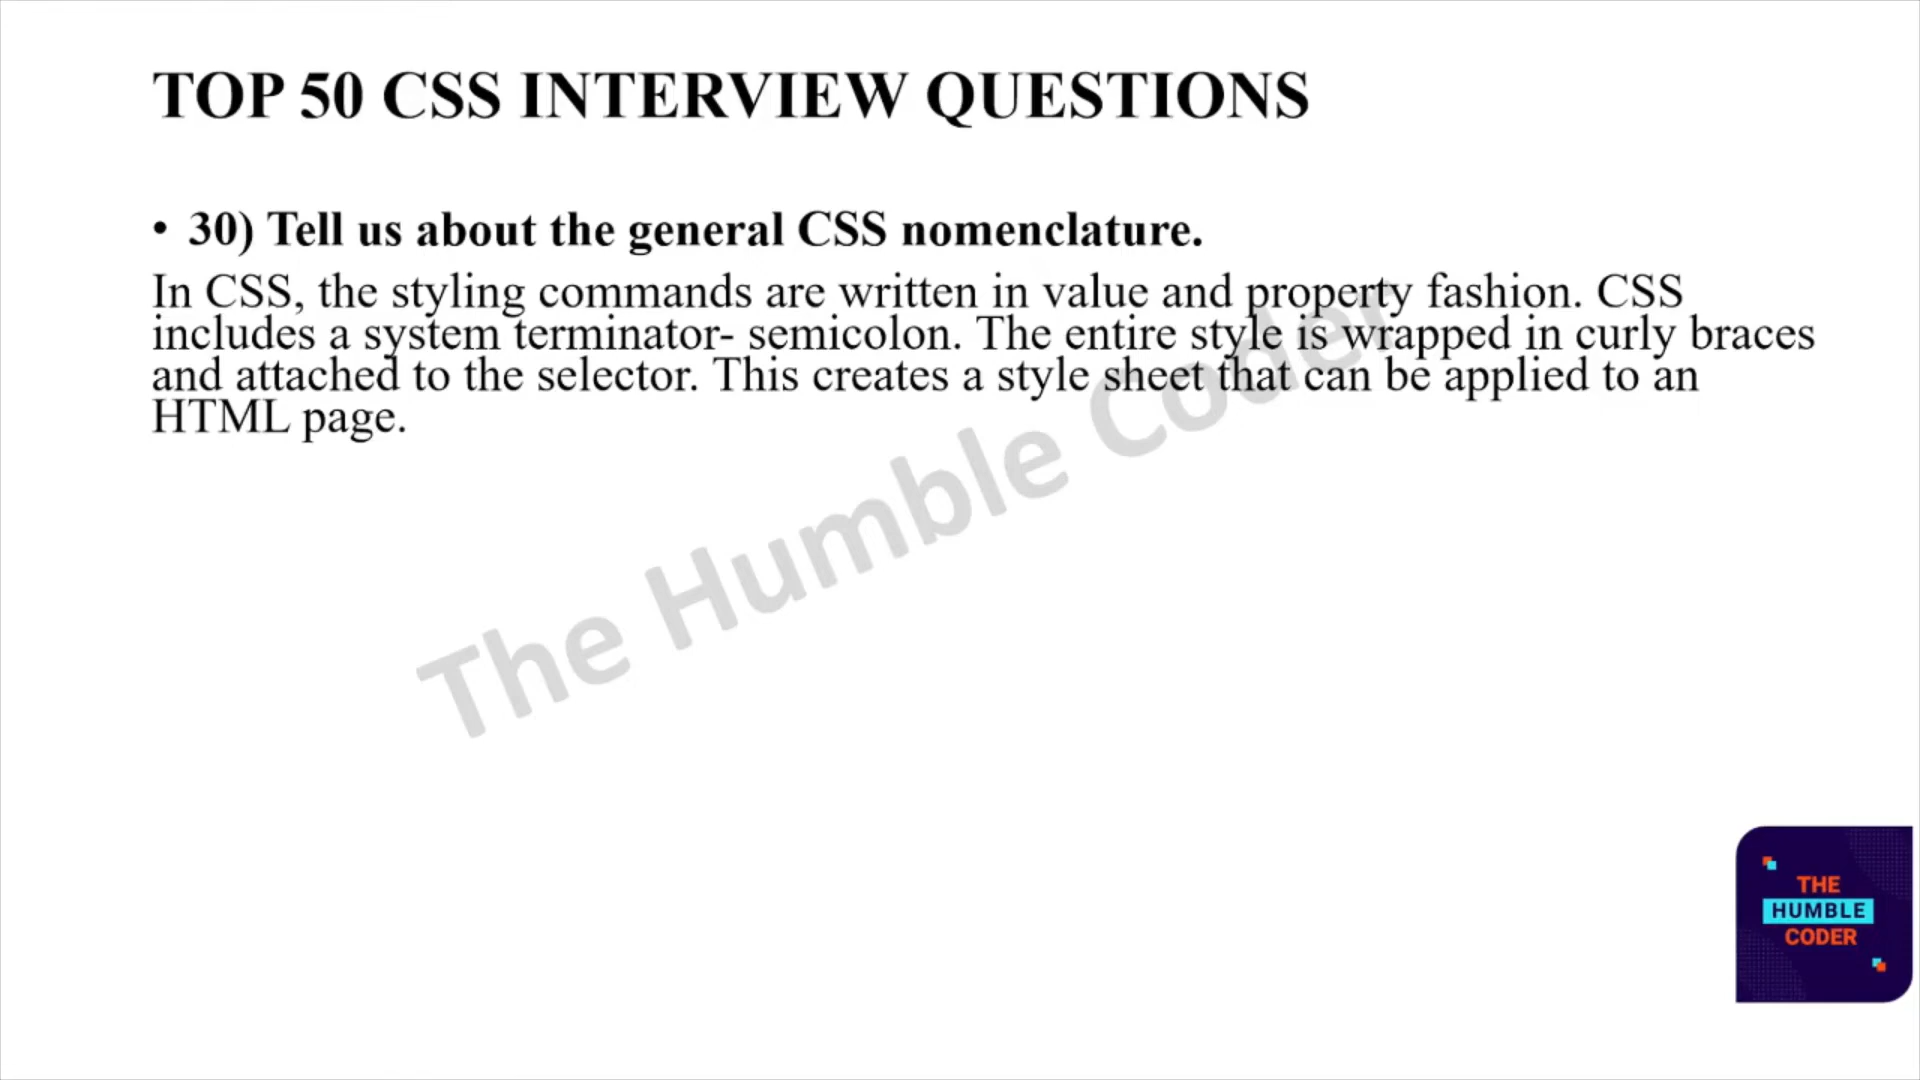 TOP 50 CSS INTERVIEW QUESTIONS
• 30) Tell us about the general CSS nomenclature.
In CSS, the styling commands are written in value and property fashion. CSS
includes a system terminator- semicolon. The entire style is wrapped in curly braces
and attached to the selector. This creates a style sheet that can be applied to an
HTML page.
The Humble Coder
THE
HUMBLE
CODER